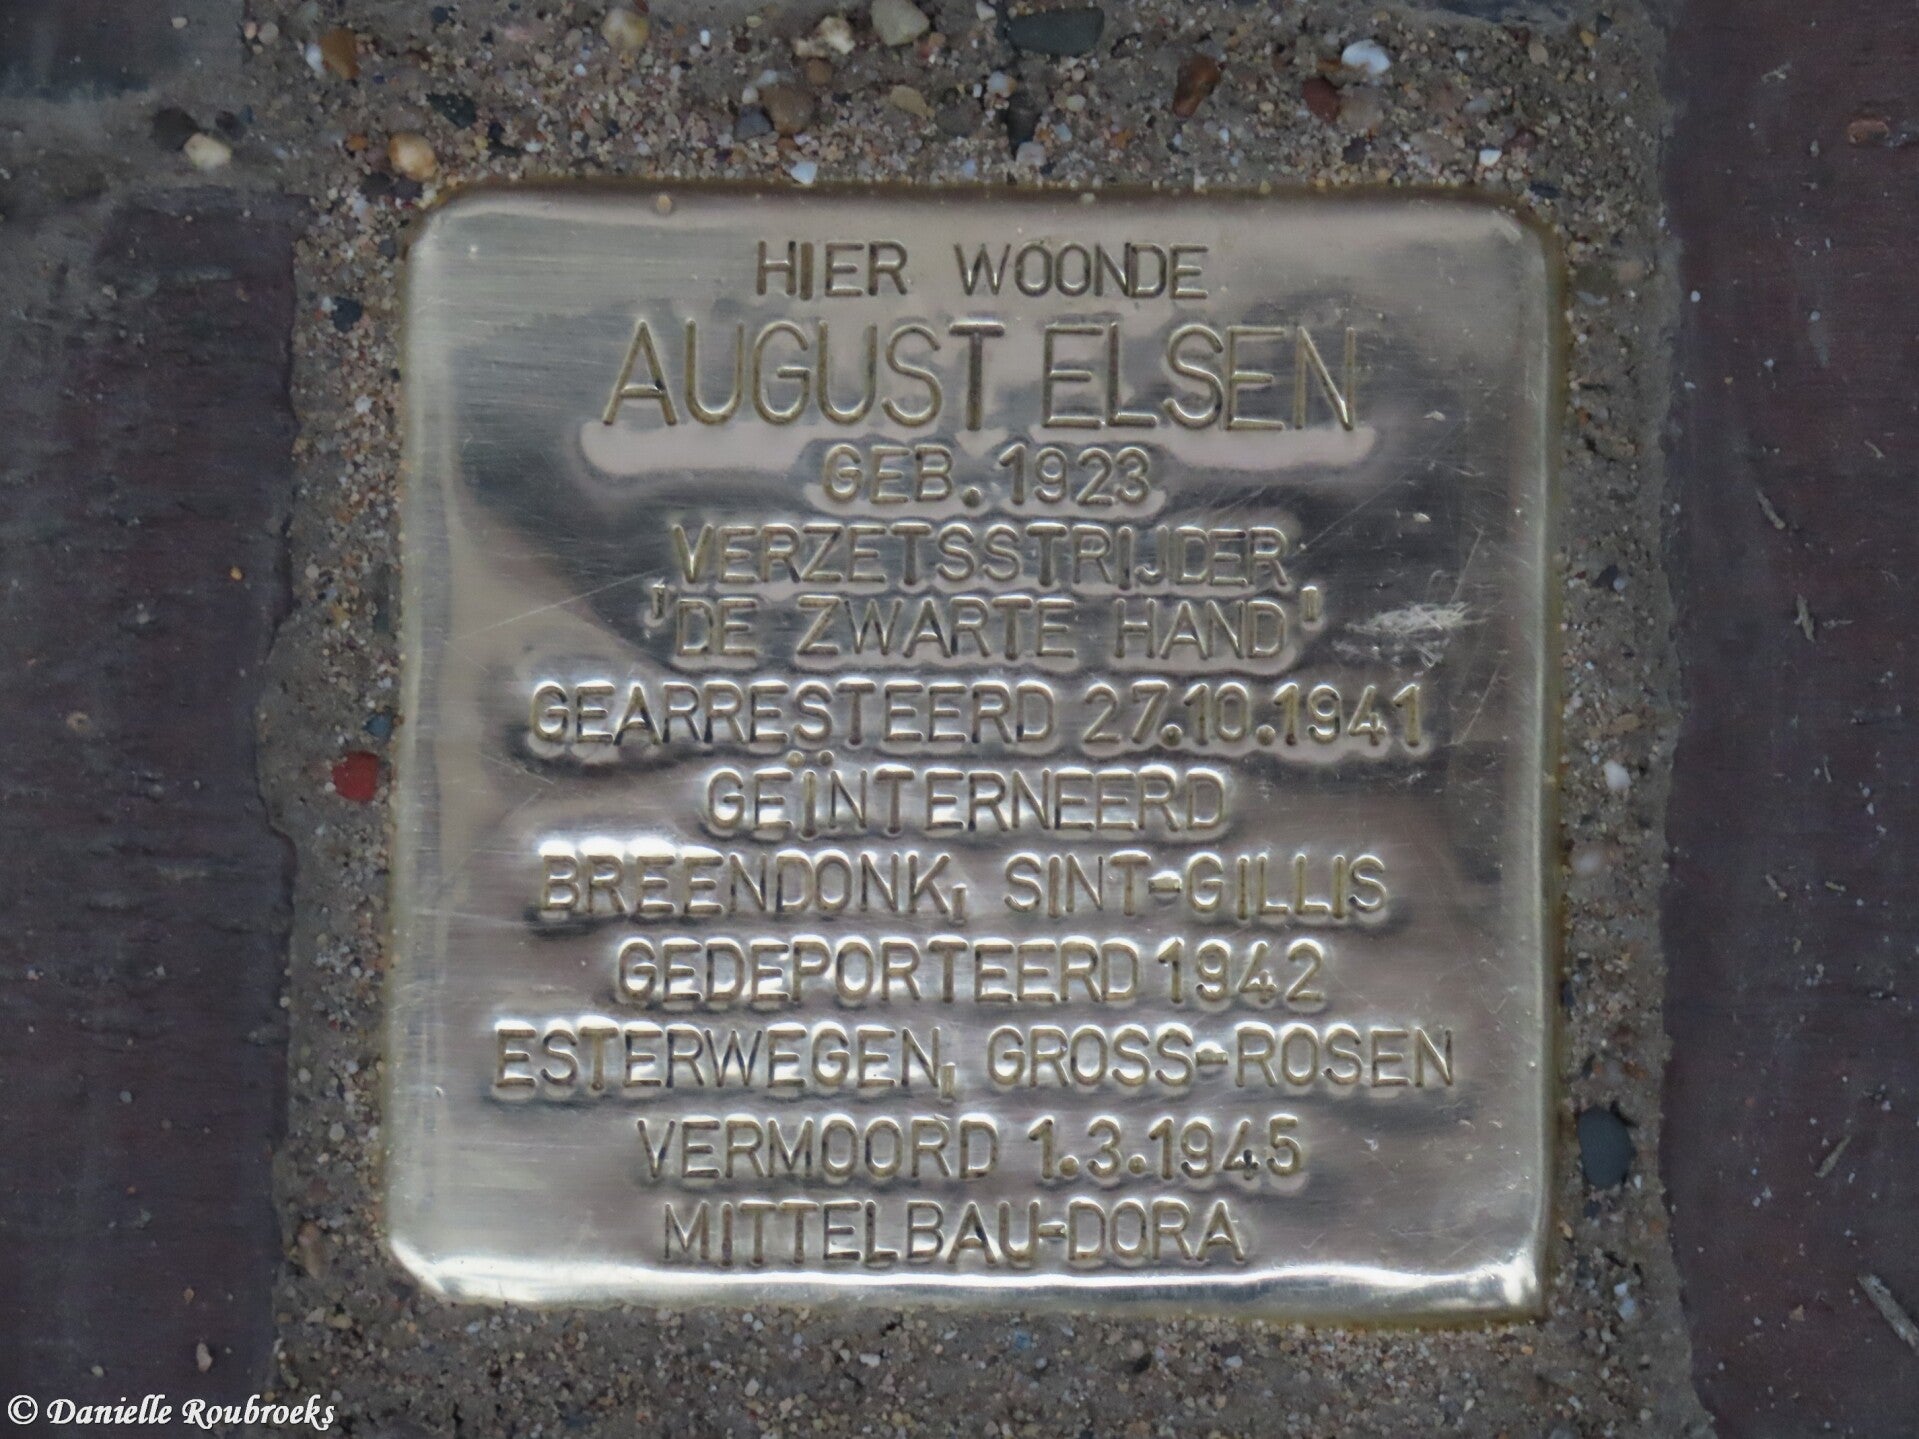 HIER WOONDE
AUGUST ELSEN
GEB. 1923
VERZETSSTRIJDER
'DE ZWARTE HAND'
GEARRESTEERD 27.10.1941
GEÏNTERNEERD
BREENDONK, SINT-GILLIS
GEDEPORTEERD 1942
ESTERWEGEN, GROSS-ROSEN
VERMOORD 1.3.1945
MITTELBAU-DORA
© Danielle Roubroeks